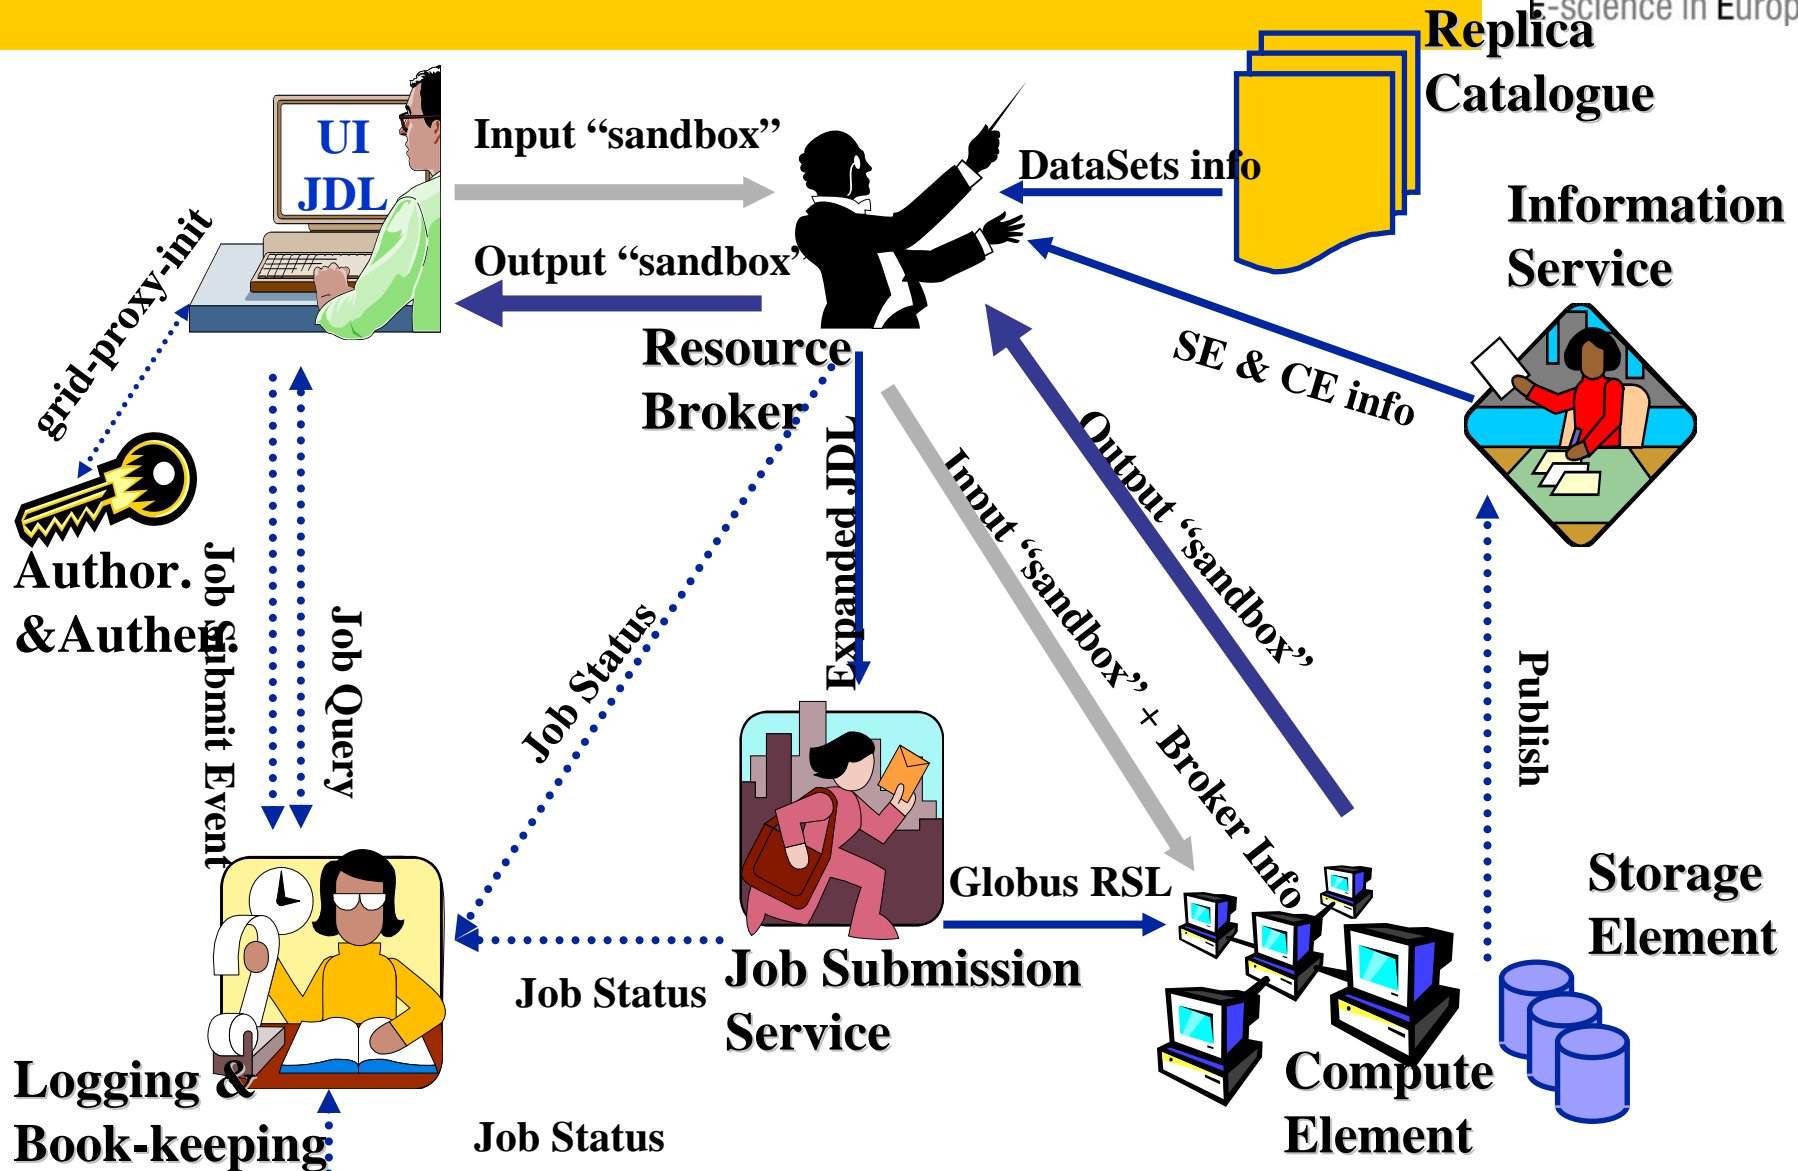 E-science in Europ
Replica
Catalogue
UI
JDL
Input “sandbox”
DataSets info
Information
Service
Output “sandbox”
grid-proxy-init
Resource
Broker
SE & CE info
Expanded JDL
Input “sandbox” + Broker Info
Output “sandbox”
Author.
&Authen.
Job Submit Event
Job Query
Job Status
Publish
Globus RSL
Storage
Element
Job Submission
Service
Job Status
Compute
Element
Logging &
Book-keeping
Job Status